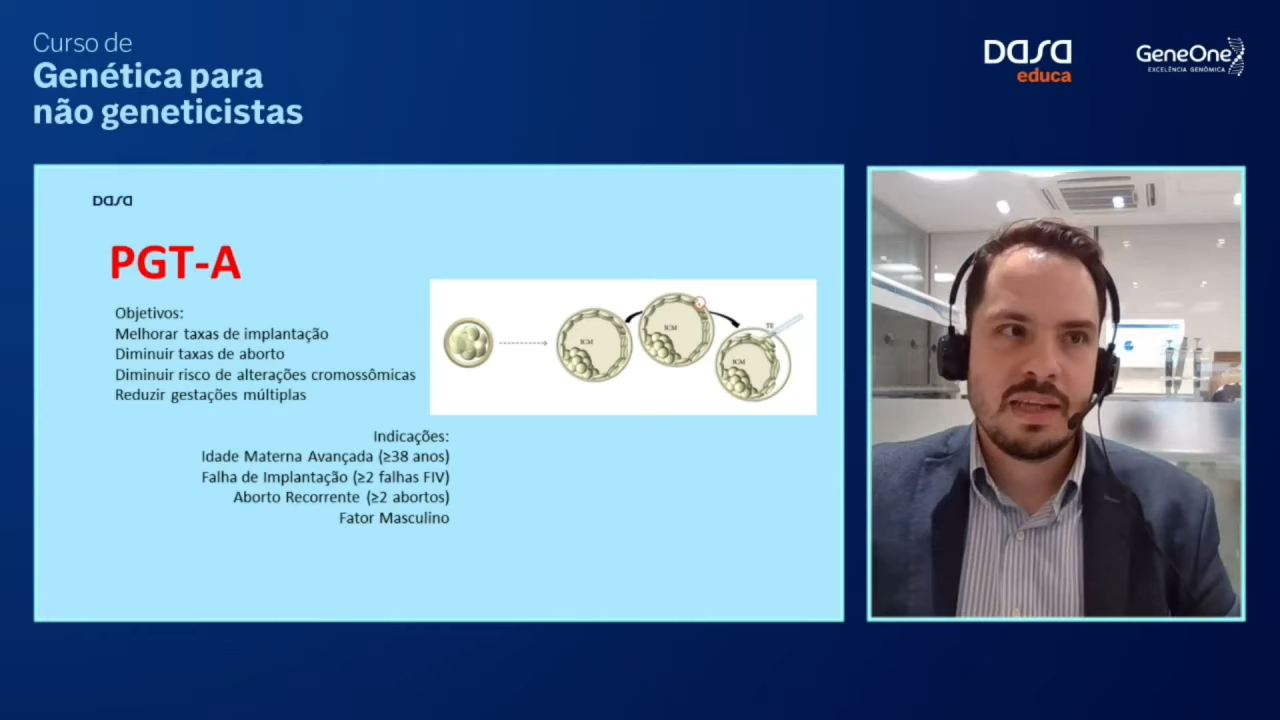 Curso de
Genética para
não geneticistas
DASA
educa
GeneOne
EXCELÊNCIA GENÔMICA
DASA
PGT-A
Objetivos:
Melhorar taxas de implantação
Diminuir taxas de aborto
Diminuir risco de alterações cromossômicas
Reduzir gestações múltiplas
ICM
ICM
TE
ICM
Indicações:
Idade Materna Avançada (≥38 anos)
Falha de Implantação (≥2 falhas FIV)
Aborto Recorrente (≥2 abortos)
Fator Masculino